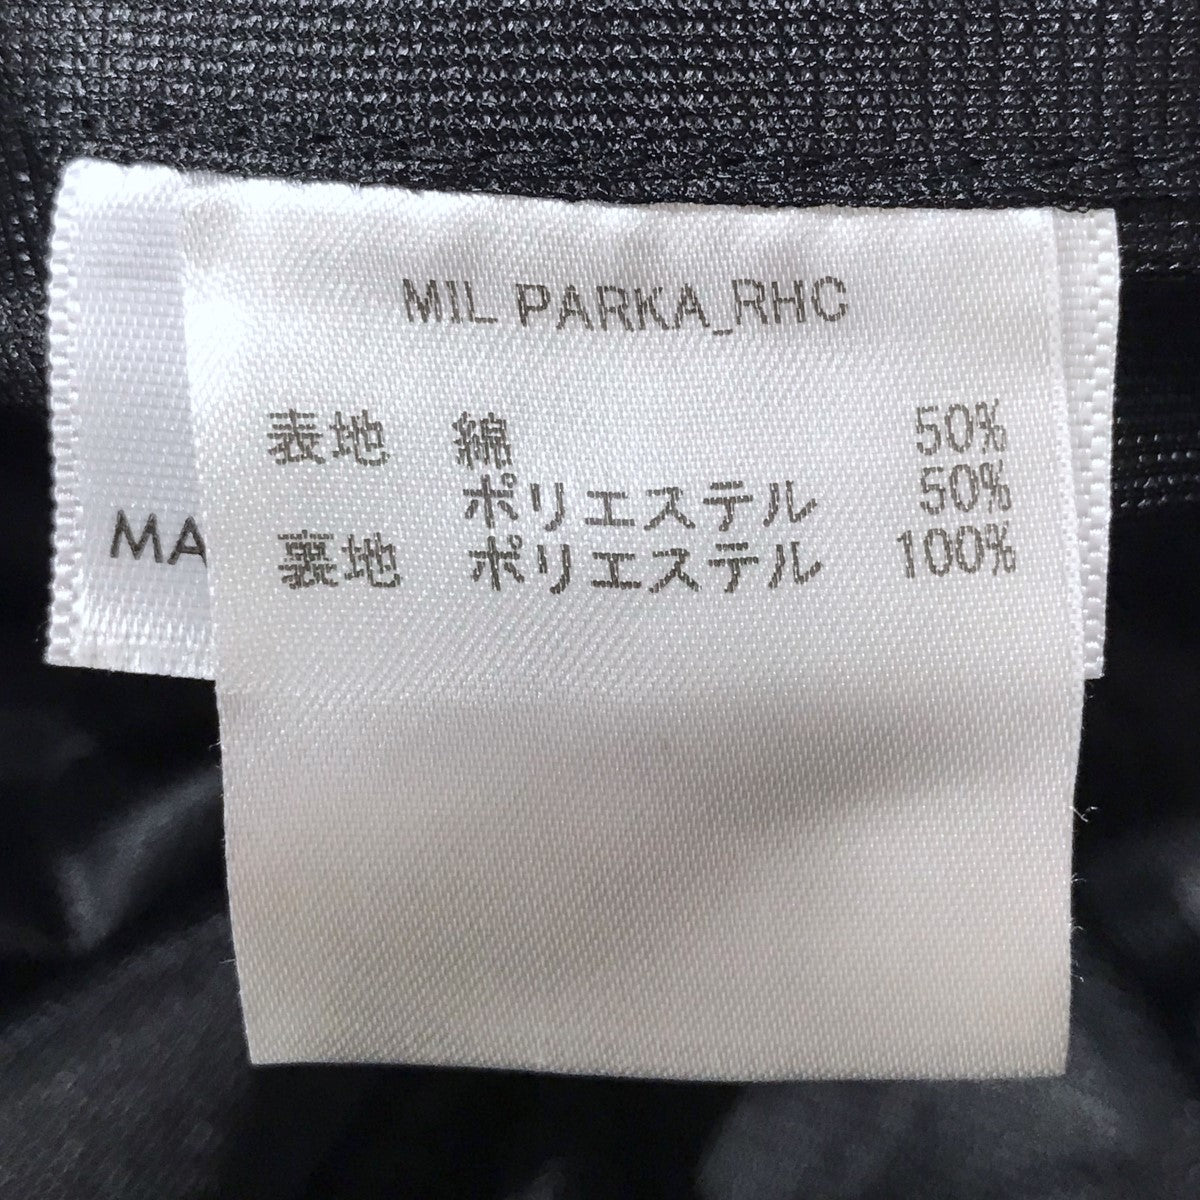 MIL PARKA_RHC
表地 綿 50%
ポリエステル 50%
裏地 ポリエステル 100%
MA